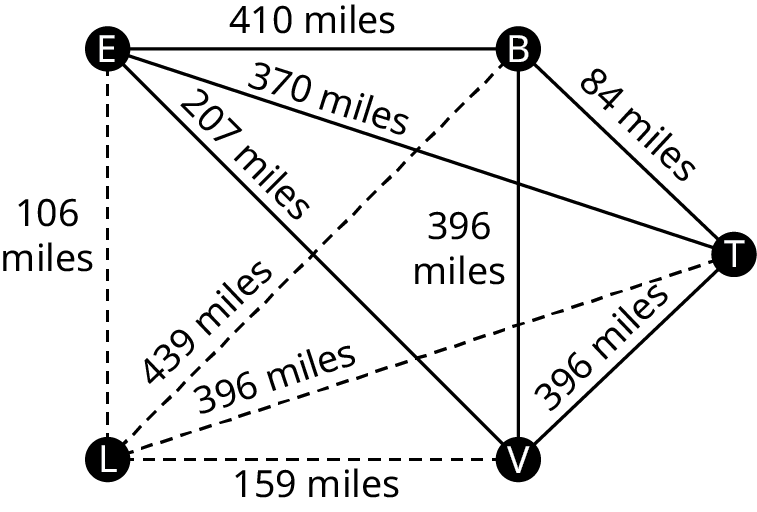 410 miles
E
B
370 miles
84 miles
207 miles
106
miles
396
miles
T
439 miles
396 miles
396 miles
L
V
159 miles